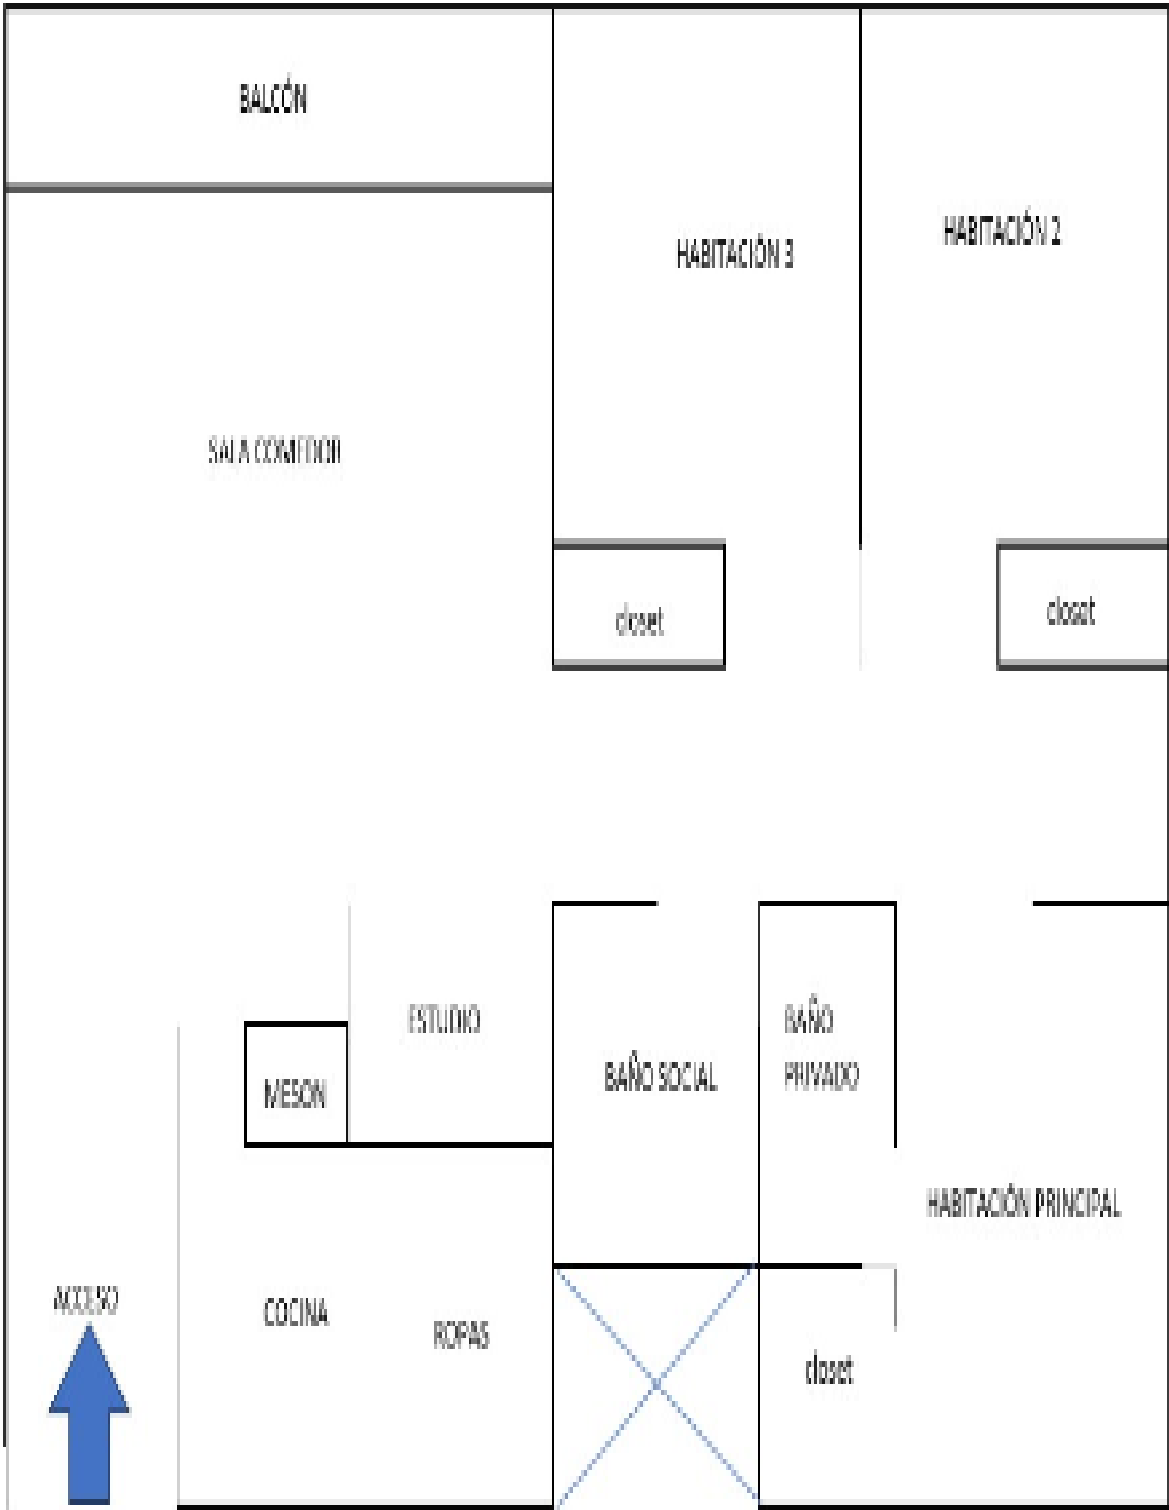 BALCÓN
HABITACIÓN 3
HABITACIÓN 2
SALA COMEDOR
closet
closet
ESTUDIO
BAÑO SOCIAL
BAÑO
PRIVADO
MESON
HABITACIÓN PRINCIPAL
ACCESO
COCINA
ROPAS
closet